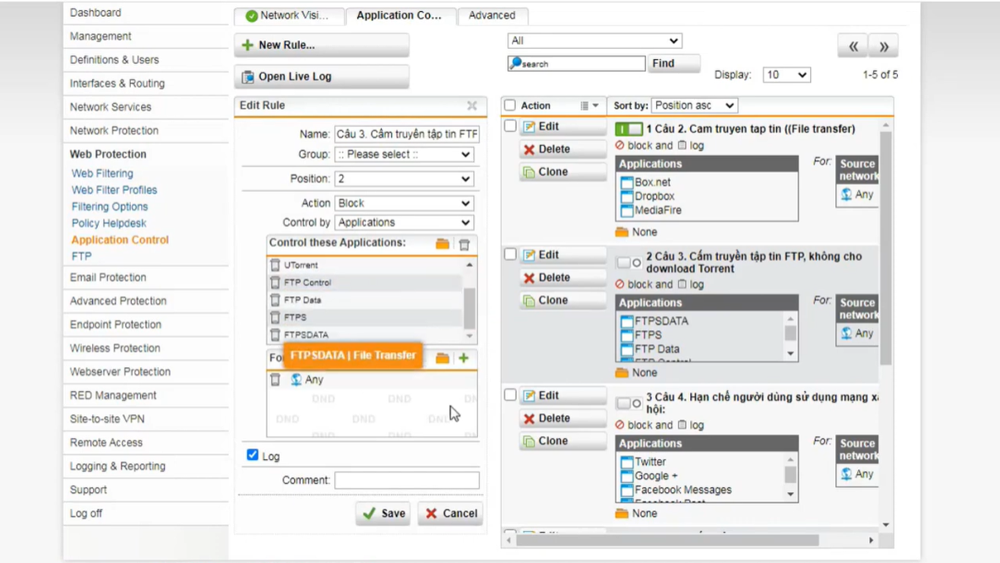 Dashboard
Management
Definitions & Users
Interfaces & Routing
Network Services
Network Protection
Web Protection
Web Filtering
Web Filter Profiles
Filtering Options
Policy Helpdesk
Application Control
FTP
Email Protection
Advanced Protection
Endpoint Protection
Wireless Protection
Webserver Protection
RED Management
Site-to-site VPN
Remote Access
Logging & Reporting
Support
Log off
Network Visi...
Application Co...
Advanced
New Rule...
Open Live Log
All
search
Find
Display: 10
1-5 of 5
Edit Rule
Name: Câu 3. Cấm truyền tập tin FTP
Group: :: Please select ::
Position: 2
Action Block
Control by Applications
Control these Applications:
UTorrent
FTP Control
FTP Data
FTPS
FTPSDATA
Fo
FTPSDATA | File Transfer
Any
DND DND DN
DND DND DND
DND DND
Log
Comment:
Save
Cancel
Action
Sort by: Position asc
Edit
Delete
Clone
1 Câu 2. Cam truyen tap tin ((File transfer)
block and log
Applications
Box.net
Dropbox
MediaFire
None
For:
Source
network
Any
Edit
Delete
Clone
2 Câu 3. Cấm truyền tập tin FTP, không cho
download Torrent
block and log
Applications
FTPSDATA
FTPS
FTP Data
FTP Control
None
For:
Source
network
Any
Edit
Delete
Clone
3 Câu 4. Hạn chế người dùng sử dụng mạng xã
hội:
block and log
Applications
Twitter
Google +
Facebook Messages
Facebook Post
None
For:
Source
network
Any